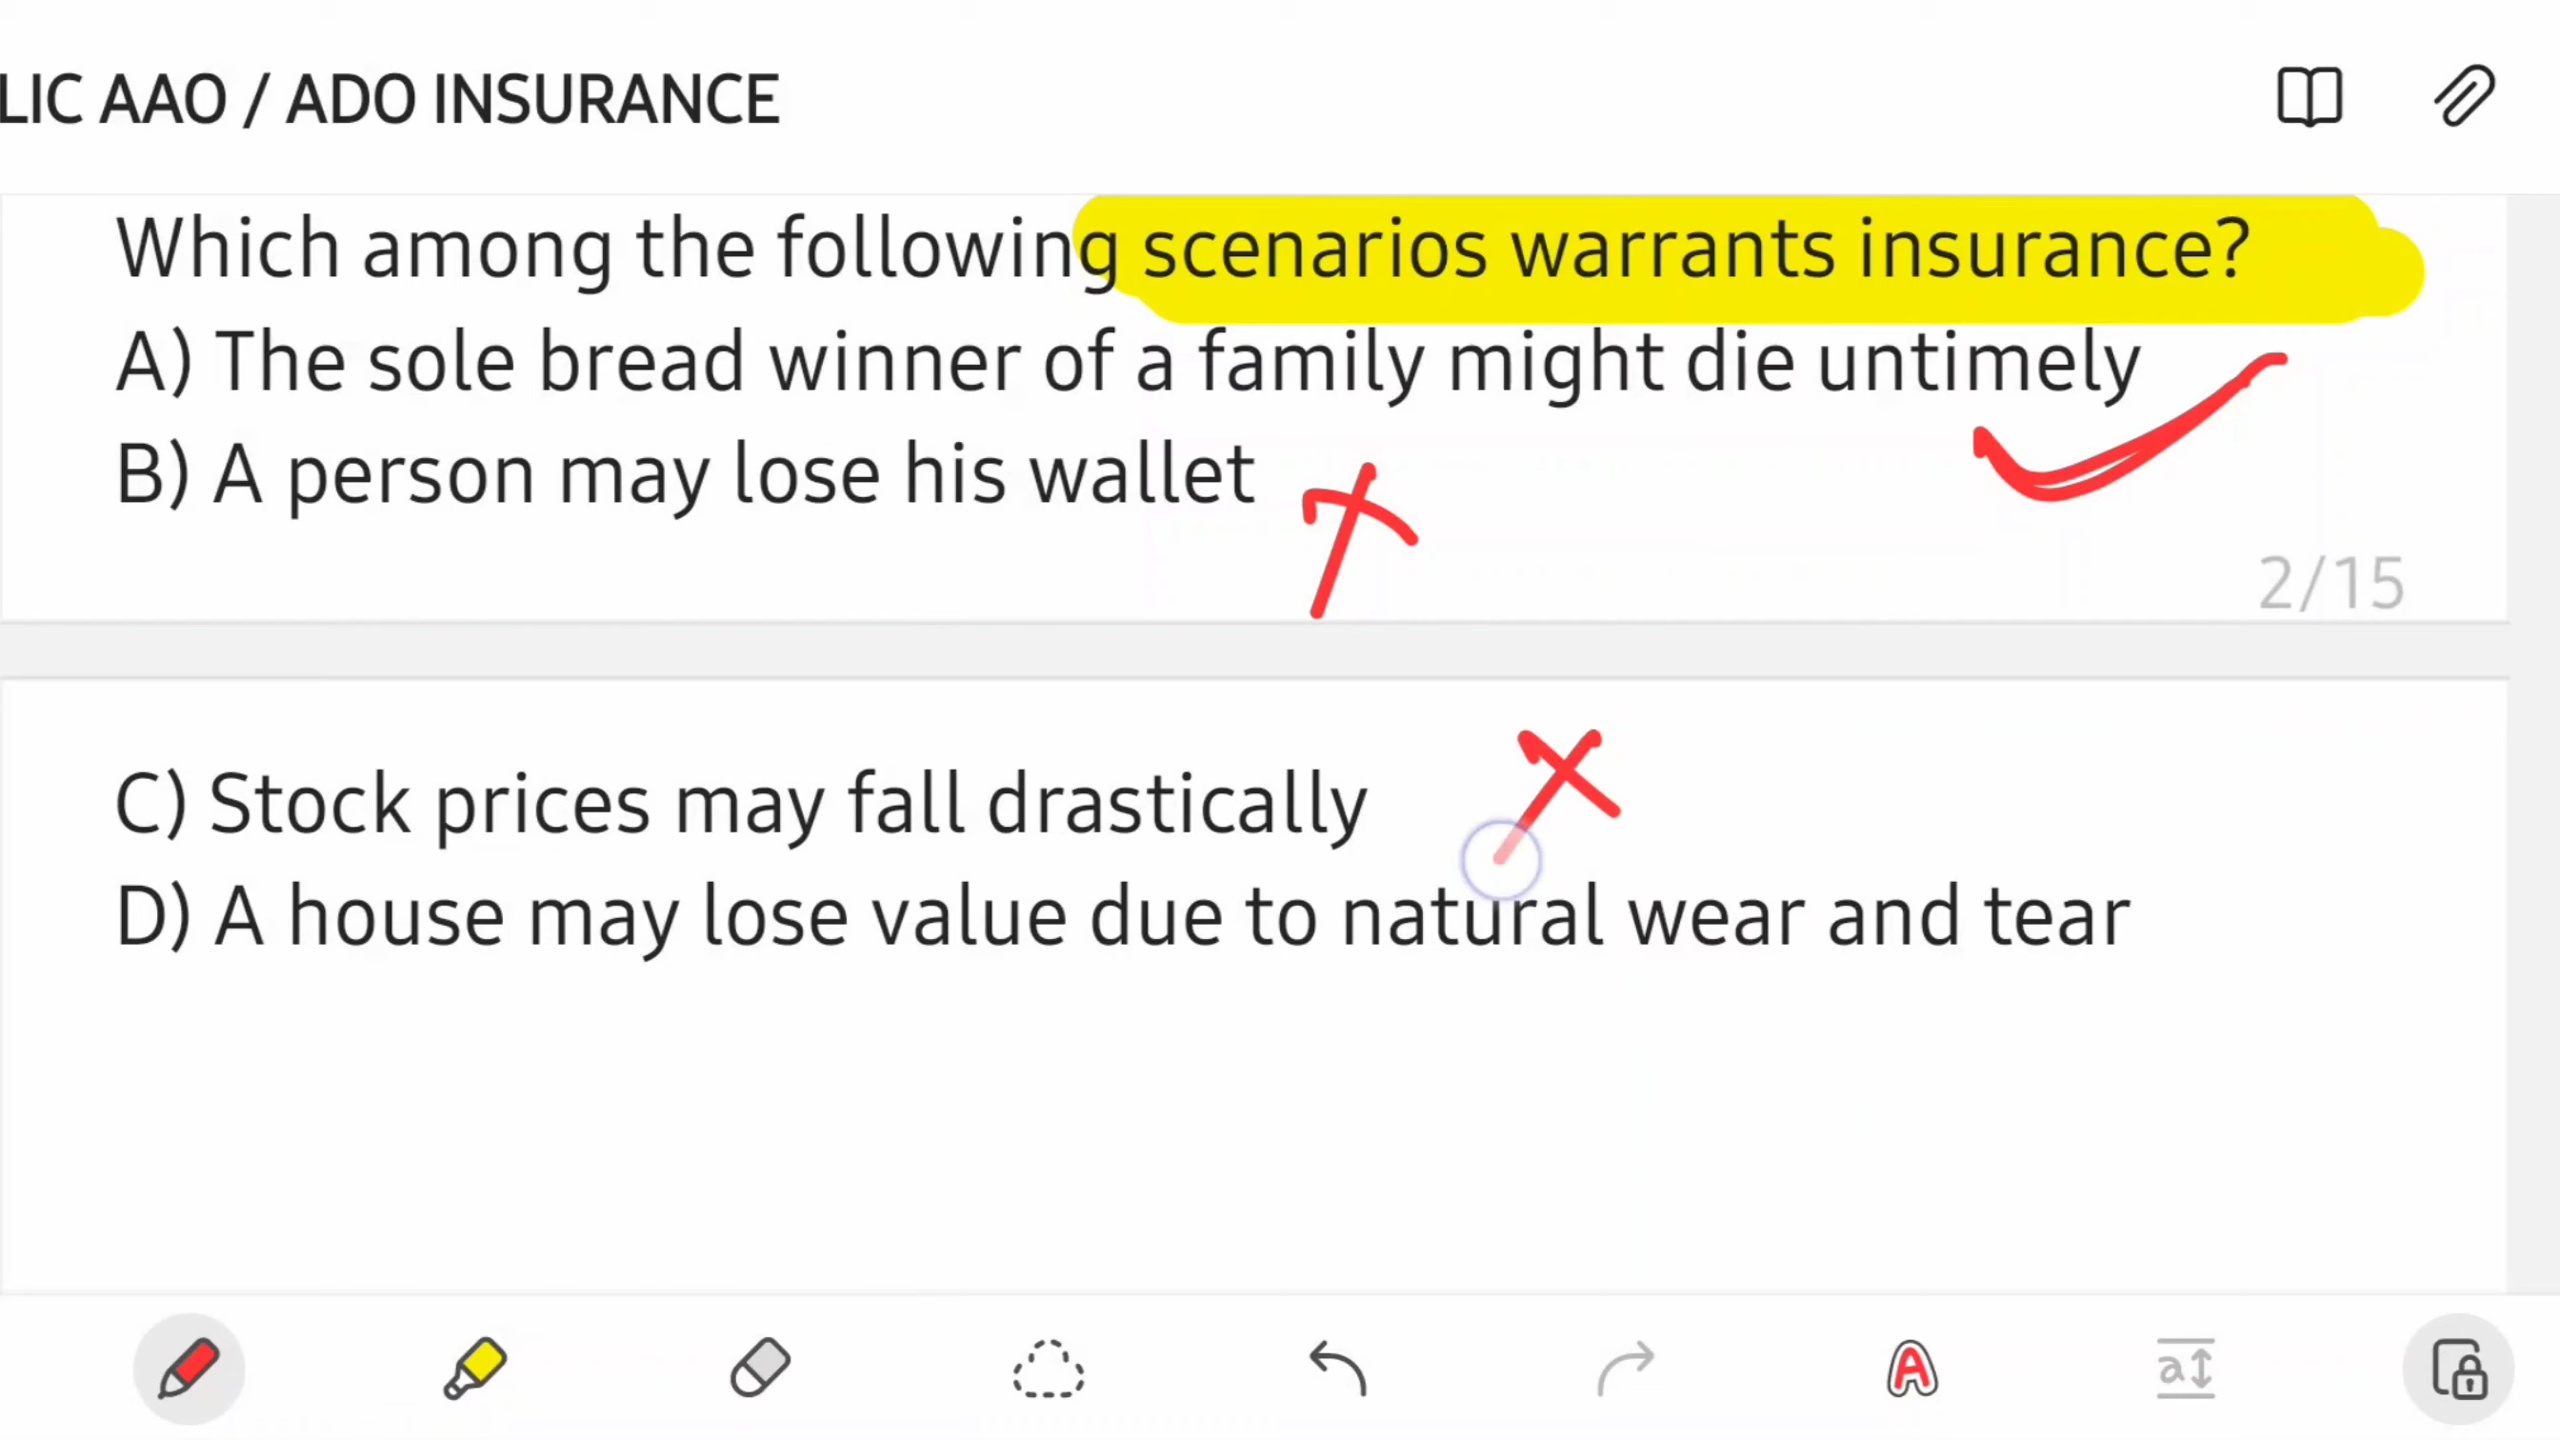 LIC AAO / ADO INSURANCE
Which among the following scenarios warrants insurance?
A) The sole bread winner of a family might die untimely
B) A person may lose his wallet
2/15
C) Stock prices may fall drastically
D) A house may lose value due to natural wear and tear
A
a